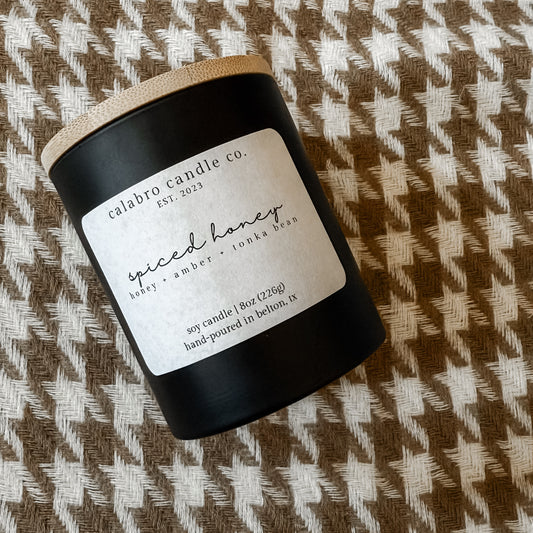 calabro candle co.
EST. 2023
spiced honey
honey + amber + tonka bean
soy candle | 8oz (226g)
hand-poured in belton, tx